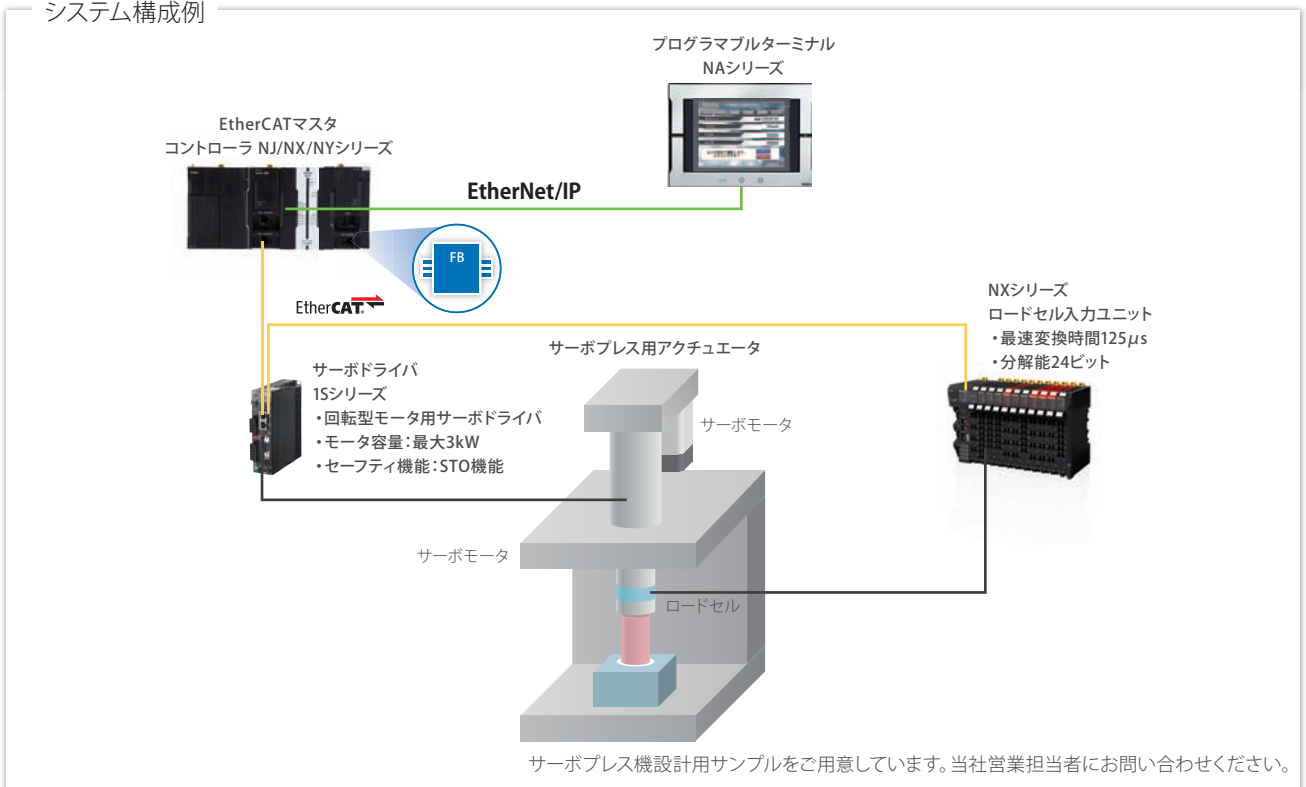 システム構成例
プログラマブルターミナル
NAシリーズ
EtherCATマスタ
コントローラ NJ/NX/NYシリーズ
EtherNet/IP
FB
EtherCAT®
NXシリーズ
ロードセル入力ユニット
・最速変換時間125μs
・分解能24ビット
サーボプレス用アクチュエータ
サーボドライバ
1Sシリーズ
・回転型モータ用サーボドライバ
・モータ容量：最大3kW
・セーフティ機能：STO機能
サーボモータ
サーボモータ
ロードセル
サーボプレス機設計用サンプルをご用意しています。当社営業担当者にお問い合わせください。